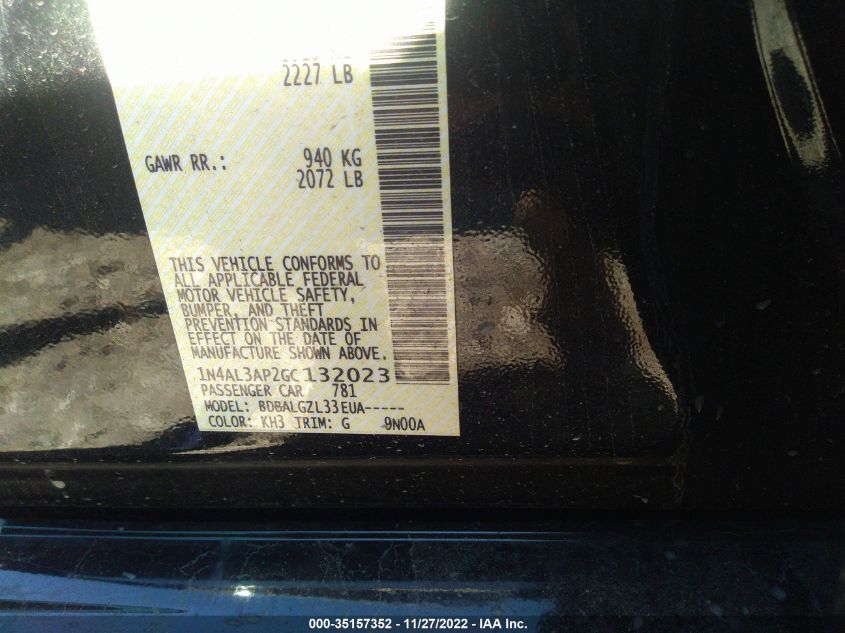 2227 LB
GAWR RR.: 940 KG
2072 LB
THIS VEHICLE CONFORMS TO
ALL APPLICABLE FEDERAL
MOTOR VEHICLE SAFETY,
BUMPER, AND THEFT
PREVENTION STANDARDS IN
EFFECT ON THE DATE OF
MANUFACTURE SHOWN ABOVE.
1N4AL3AP2GC132023
PASSENGER CAR 781
MODEL: BDBALGZL33EUA-----
COLOR: KH3 TRIM: G 9N00A
000-35157352 - 11/27/2022 - IAA Inc.